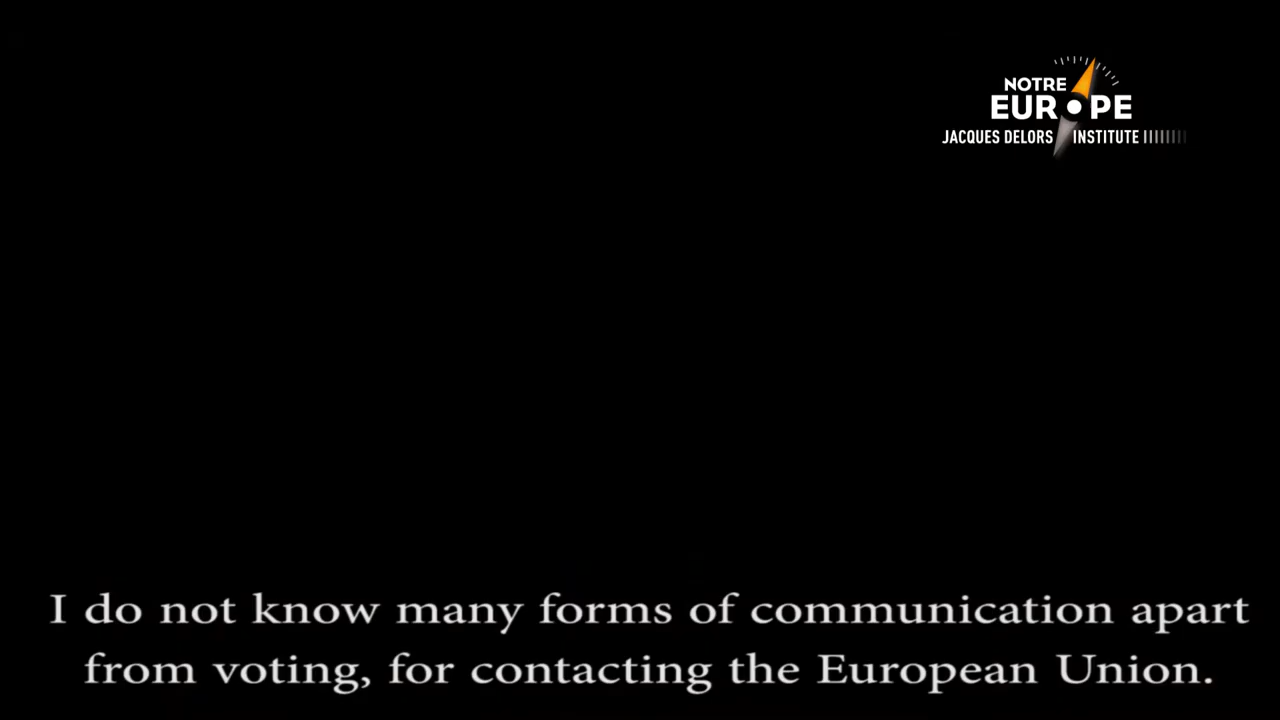 NOTRE
EUROPE
JACQUES DELORS INSTITUTE
I do not know many forms of communication apart
from voting, for contacting the European Union.